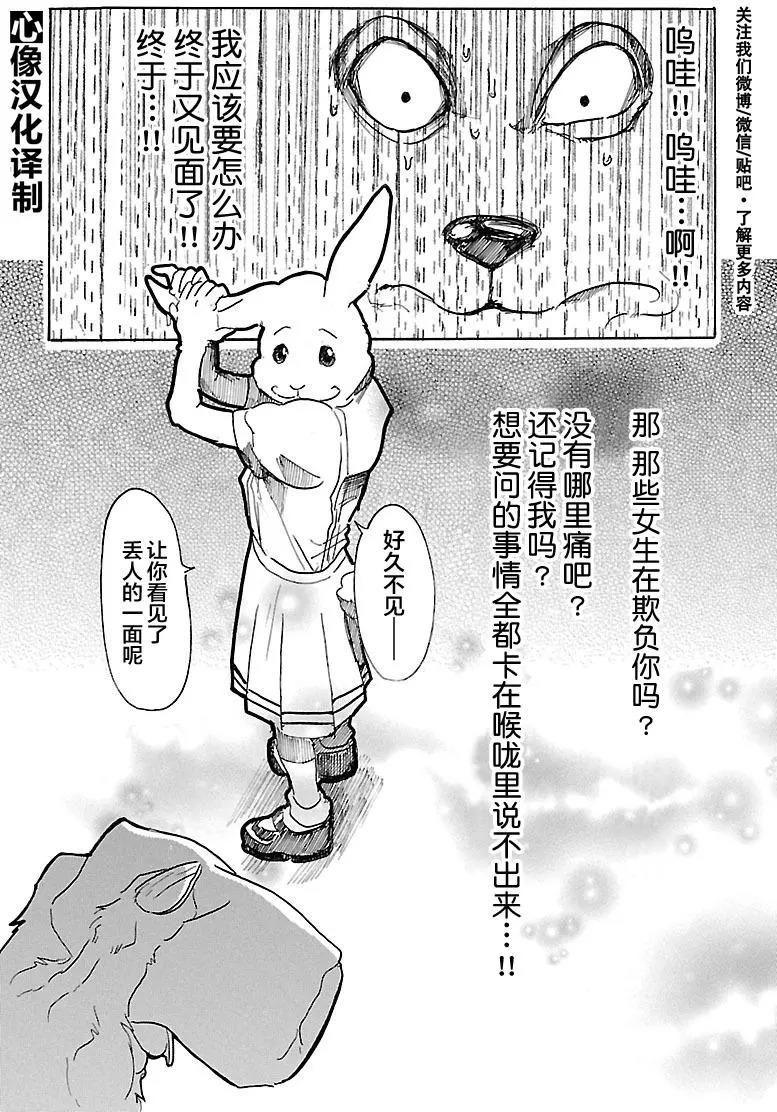 关注我们微博/微信/贴吧·了解更多内容
心像汉化译制
呜哇!! 呜哇…啊!!
我应该要怎么办
终于又见面了!!
终于…!!
那 那些女生在欺负你吗?
没有哪里痛吧?
还记得我吗?
想要问的事情全都卡在喉咙里说不出来…!!
好久不见——
让你看见了
丢人的一面呢